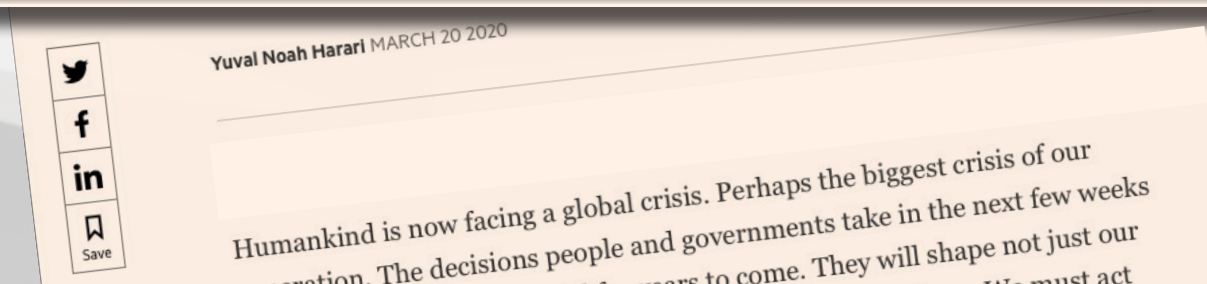 Yuval Noah Harari MARCH 20 2020
Save
Humankind is now facing a global crisis. Perhaps the biggest crisis of our
The decisions people and governments take in the next few weeks
to come. They will shape not just our
must act